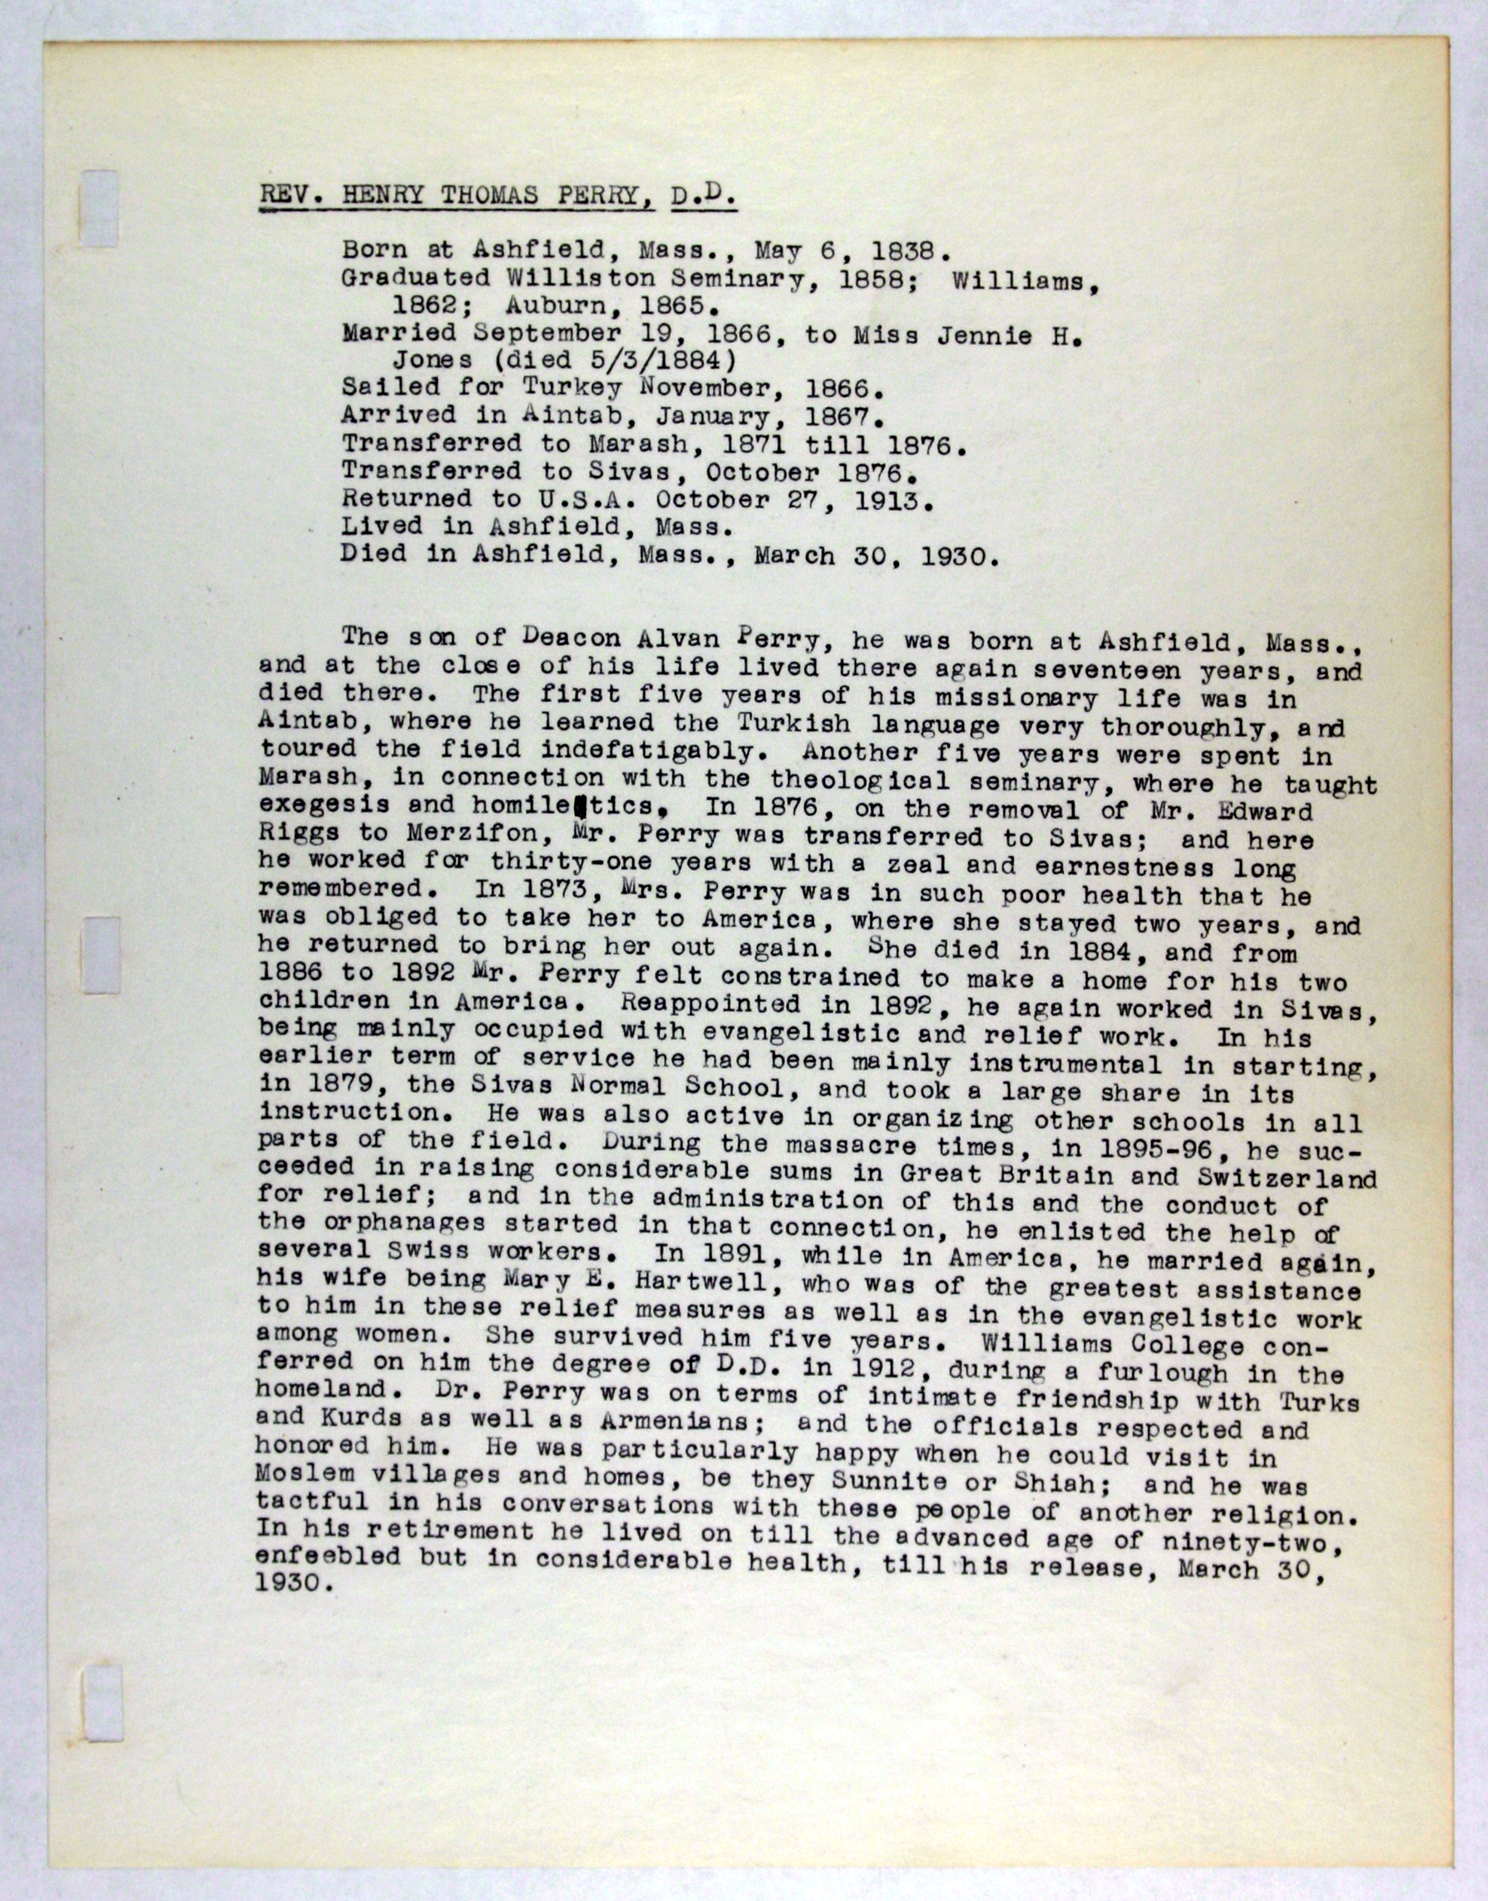 REV. HENRY THOMAS PERRY, D.D.
Born at Ashfield, Mass., May 6, 1838.
Graduated Williston Seminary, 1858; Williams,
1862; Auburn, 1865.
Married September 19, 1866, to Miss Jennie H.
Jones (died 5/3/1884)
Sailed for Turkey November, 1866.
Arrived in Aintab, January, 1867.
Transferred to Marash, 1871 till 1876.
Transferred to Sivas, October 1876.
Returned to U.S.A. October 27, 1913.
Lived in Ashfield, Mass.
Died in Ashfield, Mass., March 30, 1930.
The son of Deacon Alvan Perry, he was born at Ashfield, Mass.,
and at the close of his life lived there again seventeen years, and
died there. The first five years of his missionary life was in
Aintab, where he learned the Turkish language very thoroughly, and
toured the field indefatigably. Another five years were spent in
Marash, in connection with the theological seminary, where he taught
exegesis and homiletics. In 1876, on the removal of Mr. Edward
Riggs to Merzifon, Mr. Perry was transferred to Sivas; and here
he worked for thirty-one years with a zeal and earnestness long
remembered. In 1873, Mrs. Perry was in such poor health that he
was obliged to take her to America, where she stayed two years, and
he returned to bring her out again. She died in 1884, and from
1886 to 1892 Mr. Perry felt constrained to make a home for his two
children in America. Reappointed in 1892, he again worked in Sivas,
being mainly occupied with evangelistic and relief work. In his
earlier term of service he had been mainly instrumental in starting,
in 1879, the Sivas Normal School, and took a large share in its
instruction. He was also active in organizing other schools in all
parts of the field. During the massacre times, in 1895-96, he suc-
ceeded in raising considerable sums in Great Britain and Switzerland
for relief; and in the administration of this and the conduct of
the orphanages started in that connection, he enlisted the help of
several Swiss workers. In 1891, while in America, he married again,
his wife being Mary E. Hartwell, who was of the greatest assistance
to him in these relief measures as well as in the evangelistic work
among women. She survived him five years. Williams College con-
ferred on him the degree of D.D. in 1912, during a furlough in the
homeland. Dr. Perry was on terms of intimate friendship with Turks
and Kurds as well as Armenians; and the officials respected and
honored him. He was particularly happy when he could visit in
Moslem villages and homes, be they Sunnite or Shiah; and he was
tactful in his conversations with these people of another religion.
In his retirement he lived on till the advanced age of ninety-two,
enfeebled but in considerable health, till his release, March 30,
1930.